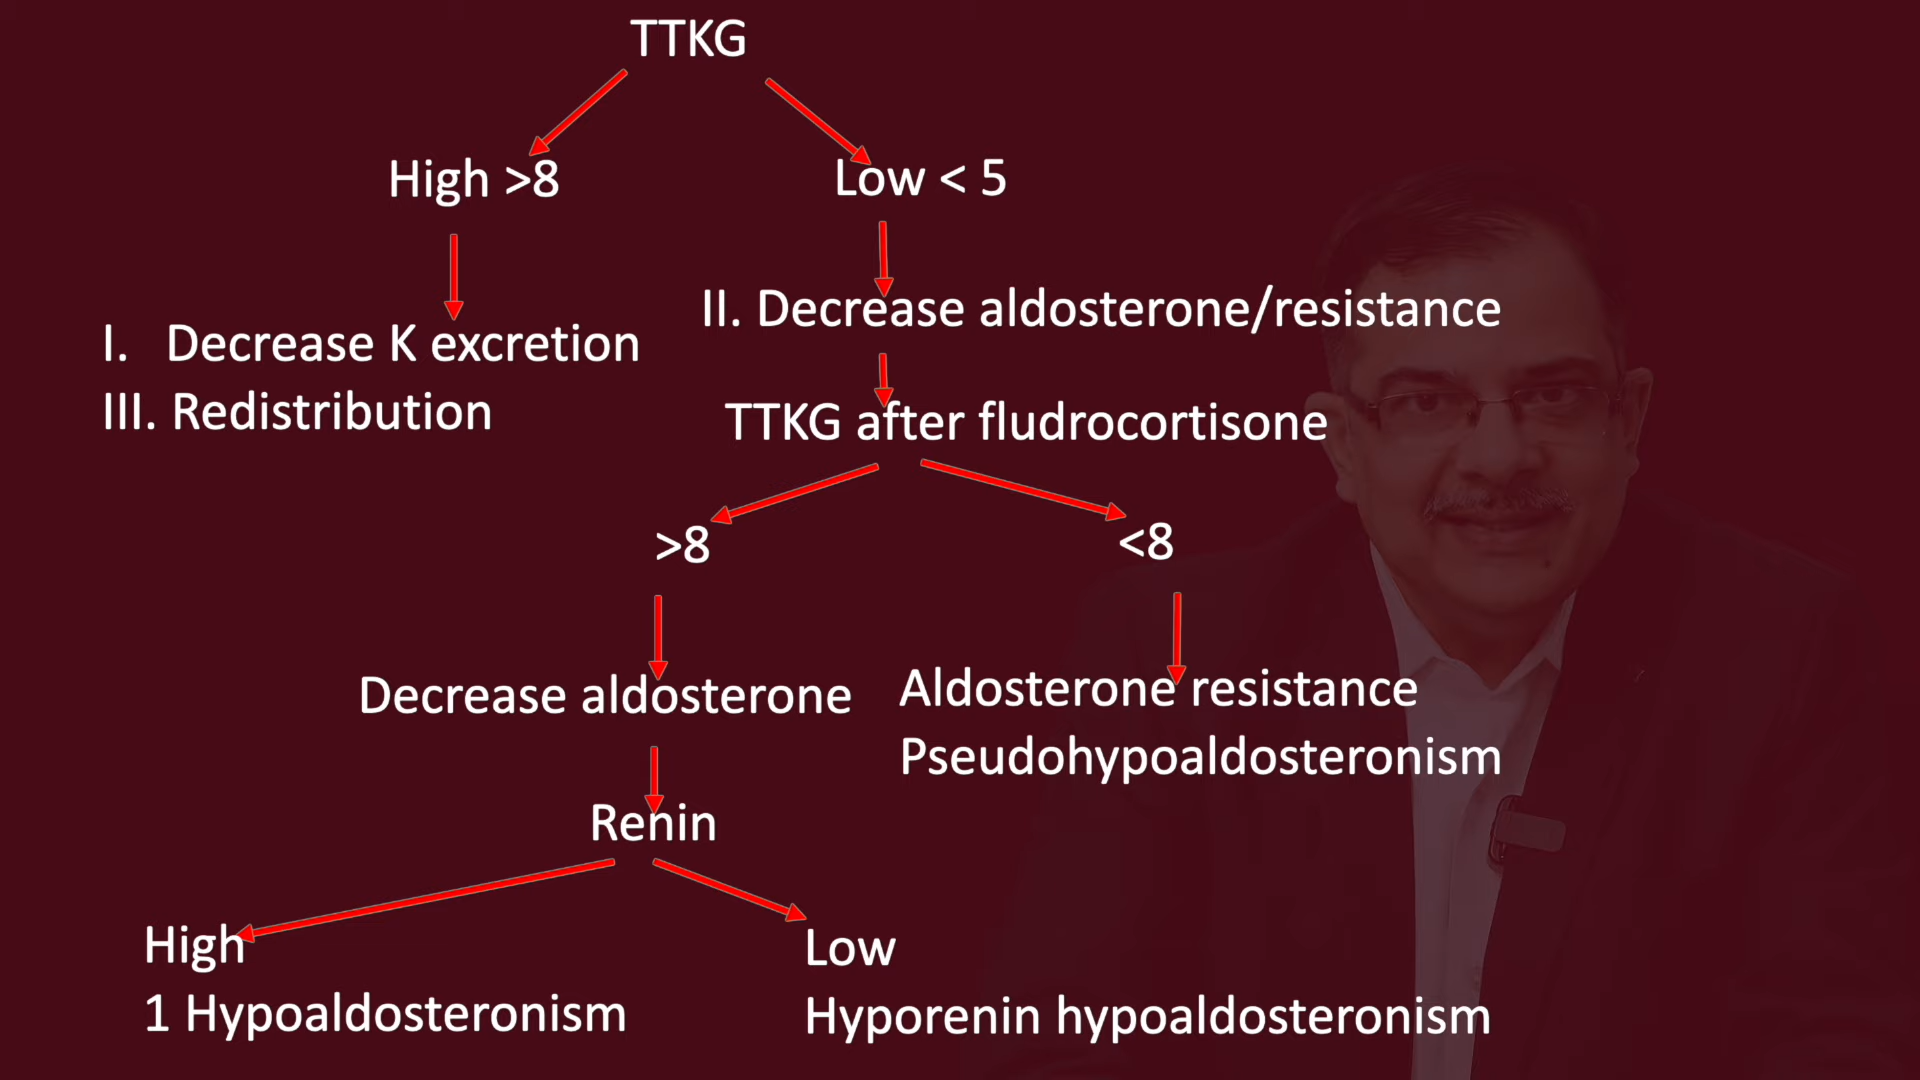 TTKG
High >8
Low < 5
I. Decrease K excretion
III. Redistribution
II. Decrease aldosterone/resistance
TTKG after fludrocortisone
>8
<8
Decrease aldosterone
Aldosterone resistance
Pseudohypoaldosteronism
Renin
High
1 Hypoaldosteronism
Low
Hyporenin hypoaldosteronism